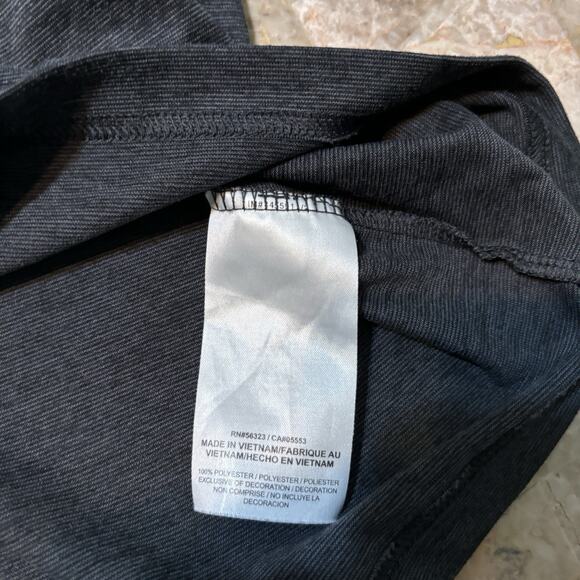 RN#56323 / CA#05553
MADE IN VIETNAM/FABRIQUE AU
VIETNAM/HECHO EN VIETNAM
100% POLYESTER / POLYESTER / POLIESTER
EXCLUSIVE OF DECORATION / DECORATION
NON COMPRISE / NO INCLUYE LA
DECORACIÓN